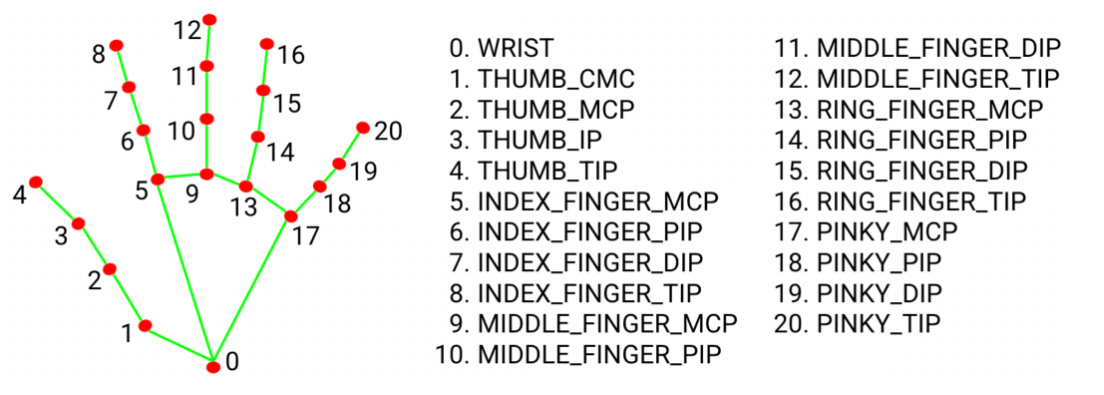 12
8
16
11
7
15
6
10
14
20
19
5
9
13
18
4
3
17
2
1
0
0. WRIST
1. THUMB_CMC
2. THUMB_MCP
3. THUMB_IP
4. THUMB_TIP
5. INDEX_FINGER_MCP
6. INDEX_FINGER_PIP
7. INDEX_FINGER_DIP
8. INDEX_FINGER_TIP
9. MIDDLE_FINGER_MCP
10. MIDDLE_FINGER_PIP
11. MIDDLE_FINGER_DIP
12. MIDDLE_FINGER_TIP
13. RING_FINGER_MCP
14. RING_FINGER_PIP
15. RING_FINGER_DIP
16. RING_FINGER_TIP
17. PINKY_MCP
18. PINKY_PIP
19. PINKY_DIP
20. PINKY_TIP